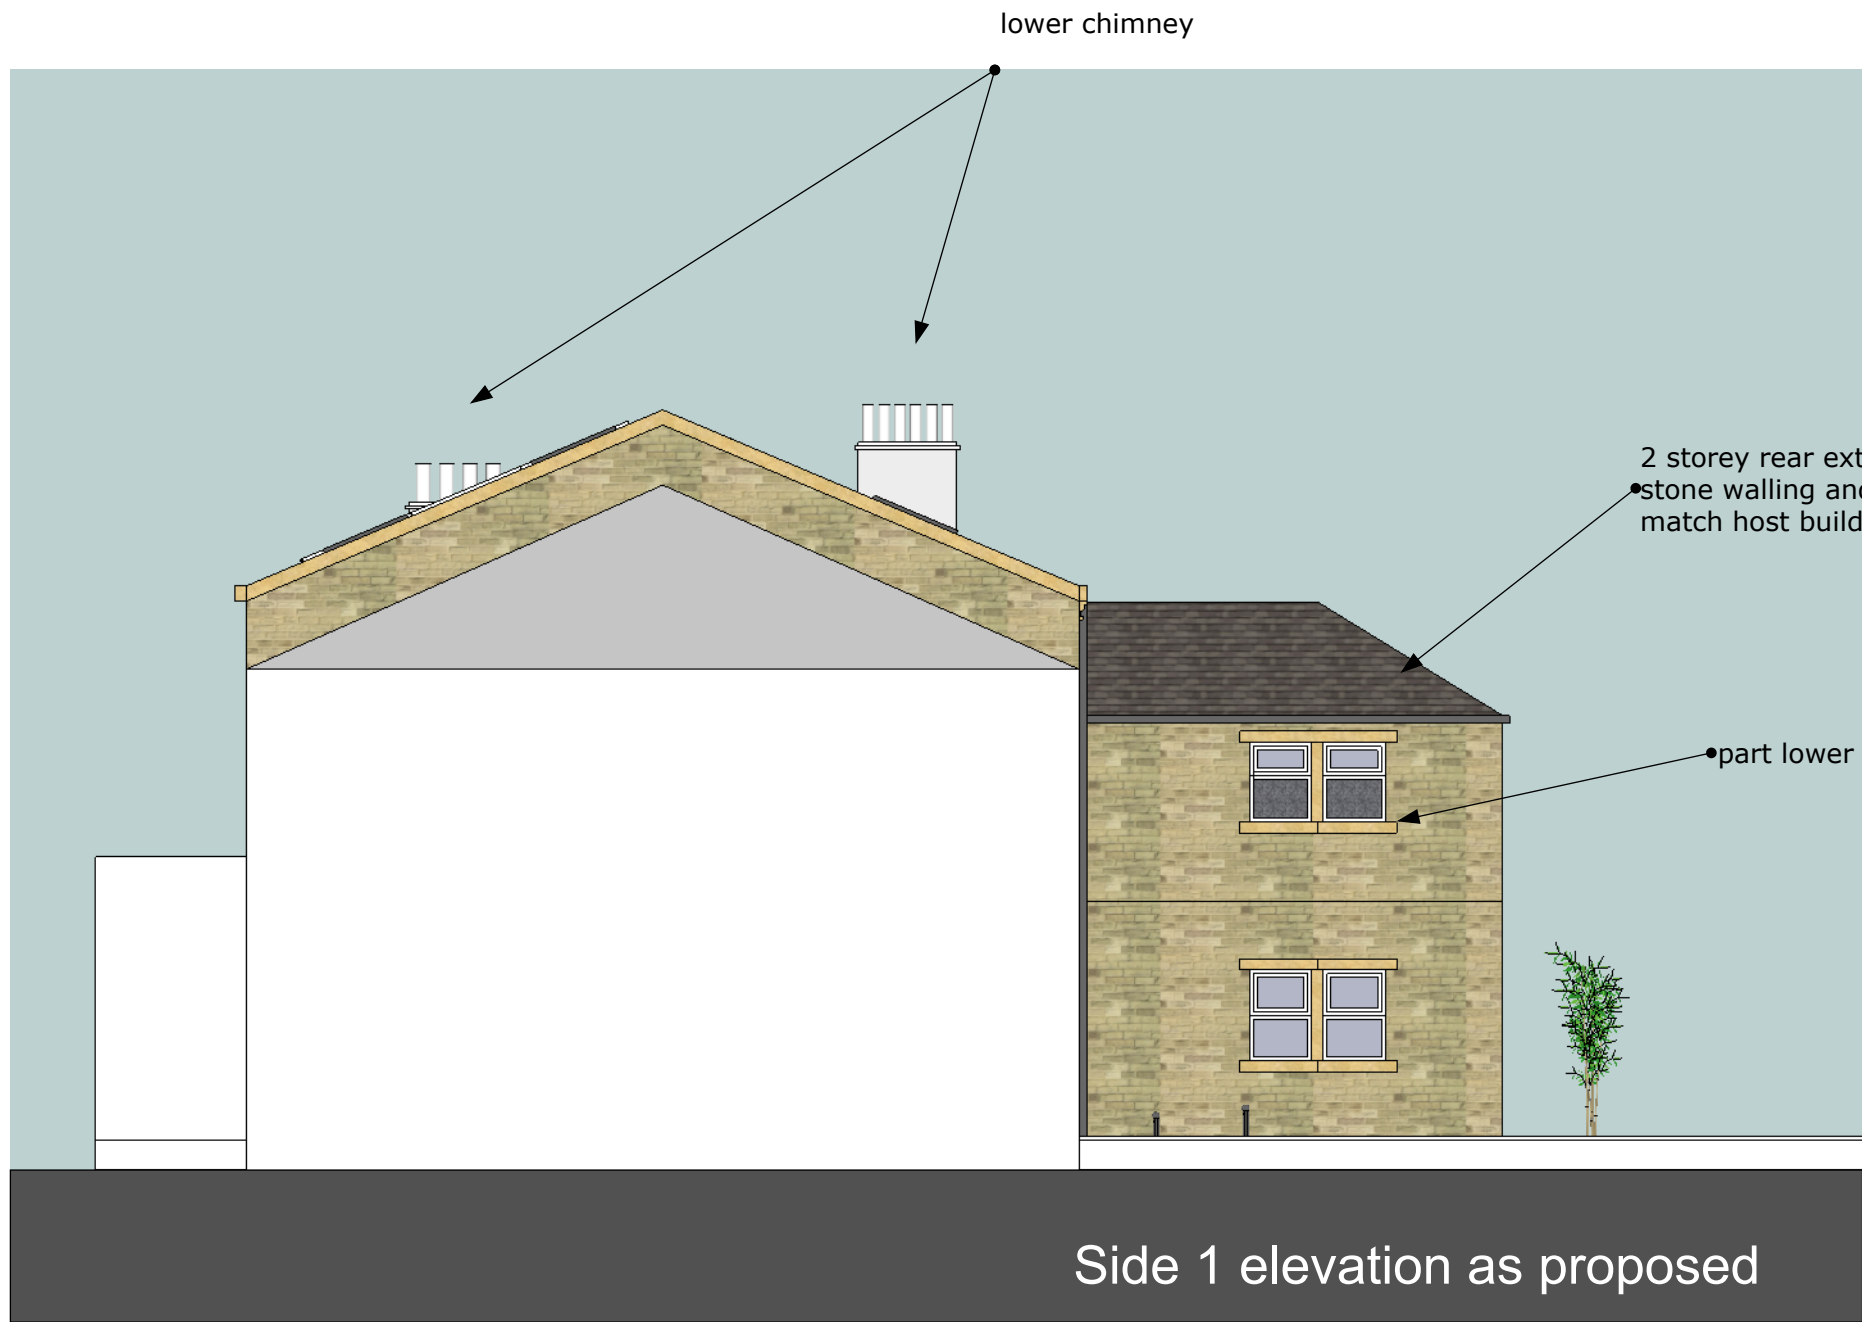 lower chimney
2 storey rear ext
stone walling and
match host build
part lower
Side 1 elevation as proposed